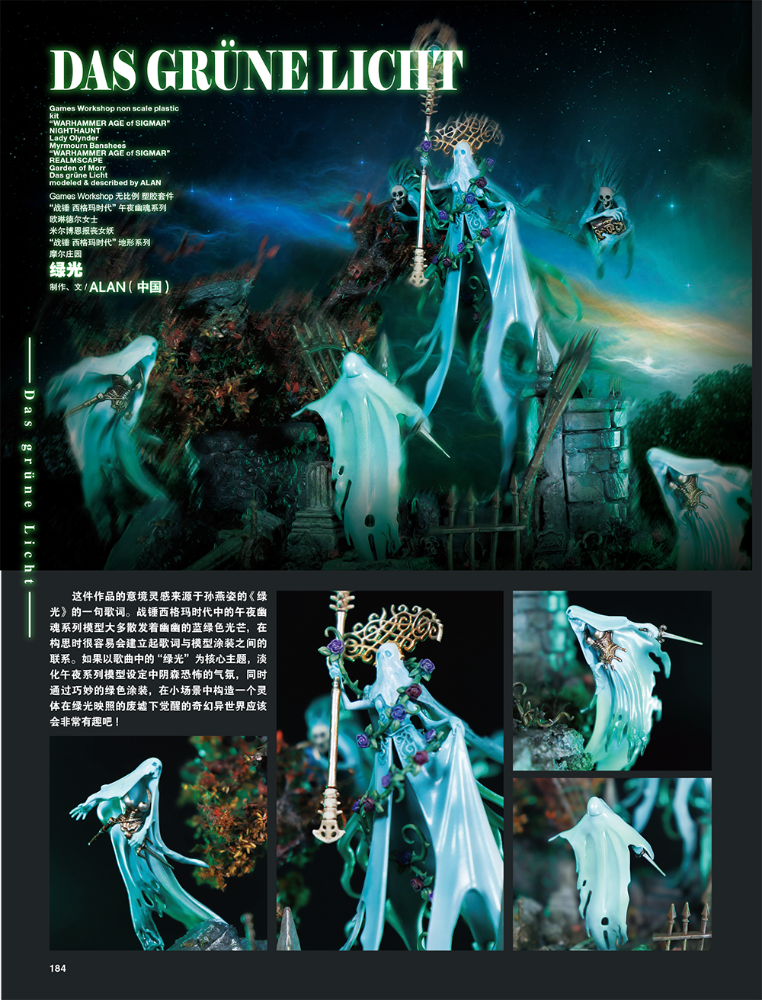 DAS GRÜNE LICHT
Games Workshop non scale plastic
kit
“WARHAMMER AGE of SIGMAR”
NIGHTHAUNT
Lady Olynder
Myrmourn Banshees
“WARHAMMER AGE of SIGMAR”
REALMSCAPE
Garden of Morr
Das grüne Licht
modeled & described by ALAN
Games Workshop 无比例 塑胶套件
“战锤 西格玛时代” 午夜幽魂系列
欧琳德尔女士
米尔博恩报丧女妖
“战锤 西格玛时代” 地形系列
摩尔庄园
绿光
制作、文 / ALAN（中国）
Das grüne Licht
这件作品的意境灵感来源于孙燕姿的《绿
光》的一句歌词。战锤西格玛时代中的午夜幽
魂系列模型大多散发着幽幽的蓝绿色光芒，在
构思时很容易会建立起歌词与模型涂装之间的
联系。如果以歌曲中的“绿光”为核心主题，淡
化午夜系列模型设定中阴森恐怖的气氛，同时
通过巧妙的绿色涂装，在小场景中构造一个灵
体在绿光映照的废墟下觉醒的奇幻异世界应该
会非常有趣吧！
184